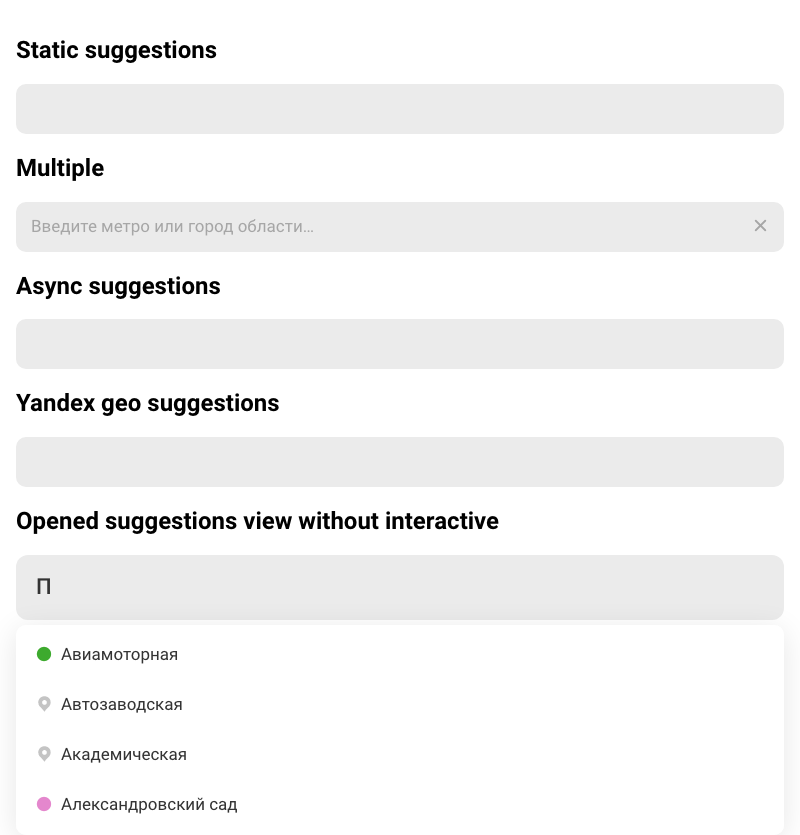 Static suggestions
Multiple
Введите метро или город области...
Async suggestions
Yandex geo suggestions
Opened suggestions view without interactive
П
Авиамоторная
Автозаводская
Академическая
Александровский сад